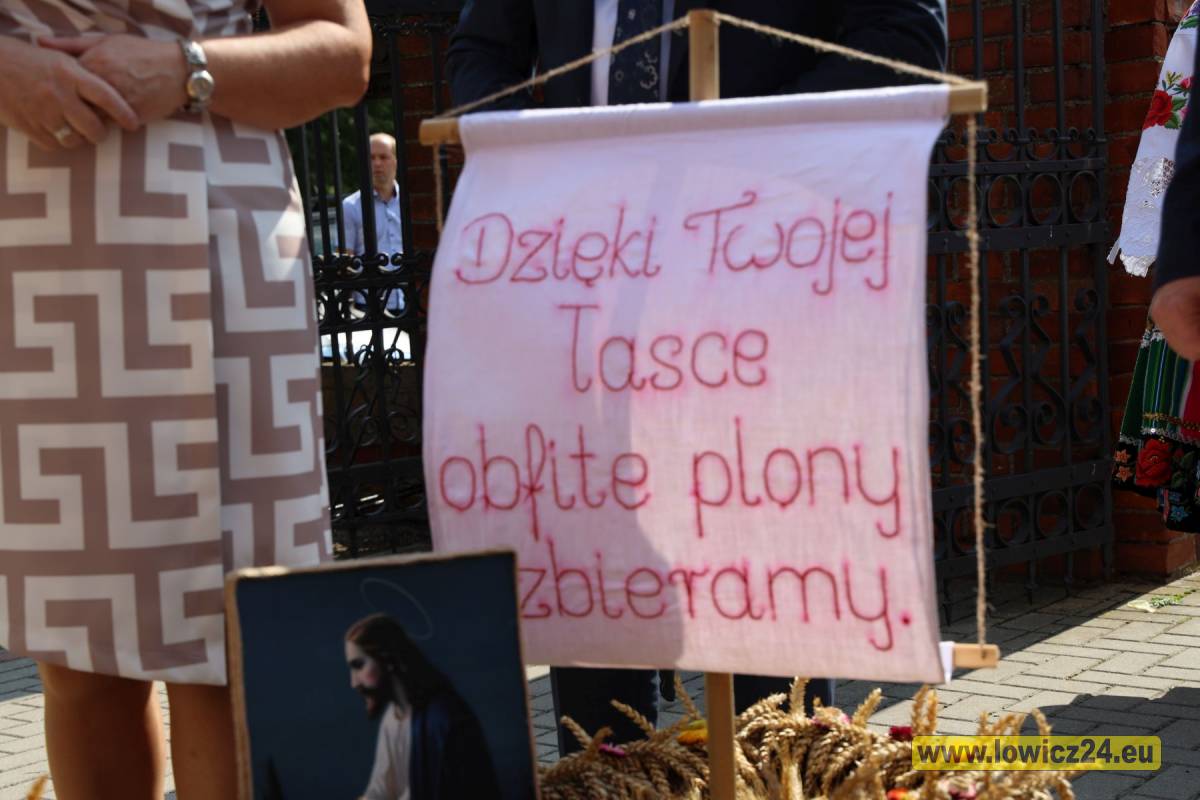 Dzięki Twojej
Łasce
obfite plony
zbieramy.
www.lowicz24.eu